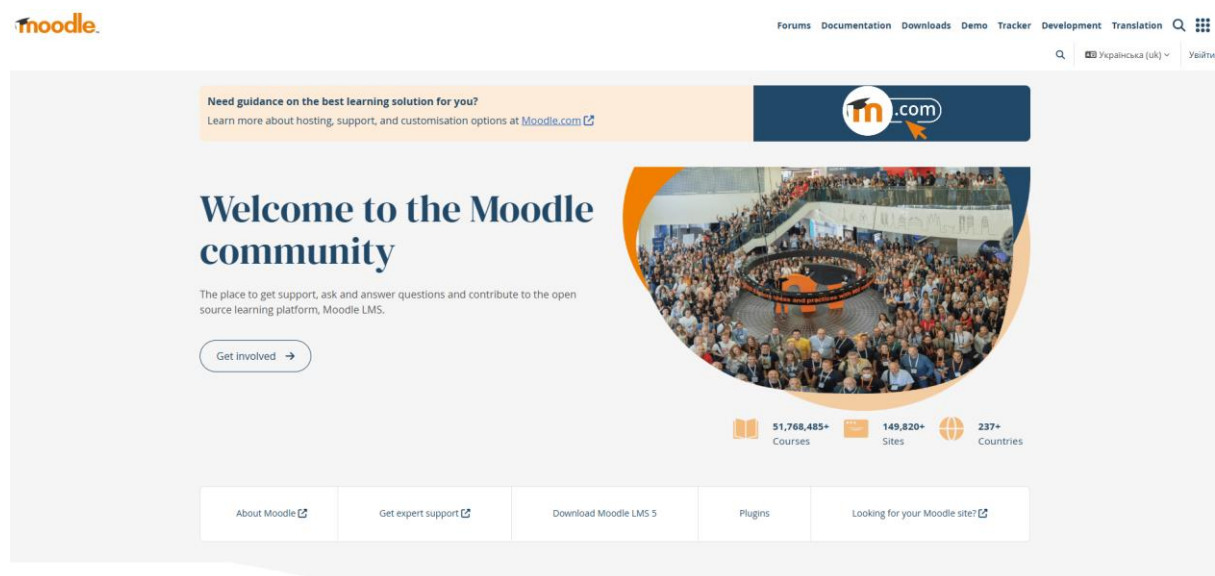 moodle
Forums Documentation Downloads Demo Tracker Development Translation
Українська (uk) Увійти
Need guidance on the best learning solution for you?
Learn more about hosting, support, and customisation options at Moodle.com
m .com
Welcome to the Moodle
community
The place to get support, ask and answer questions and contribute to the open
source learning platform, Moodle LMS.
Get involved
51,768,485+ 149,820+ 237+
Courses Sites Countries
About Moodle Get expert support Download Moodle LMS 5 Plugins Looking for your Moodle site?